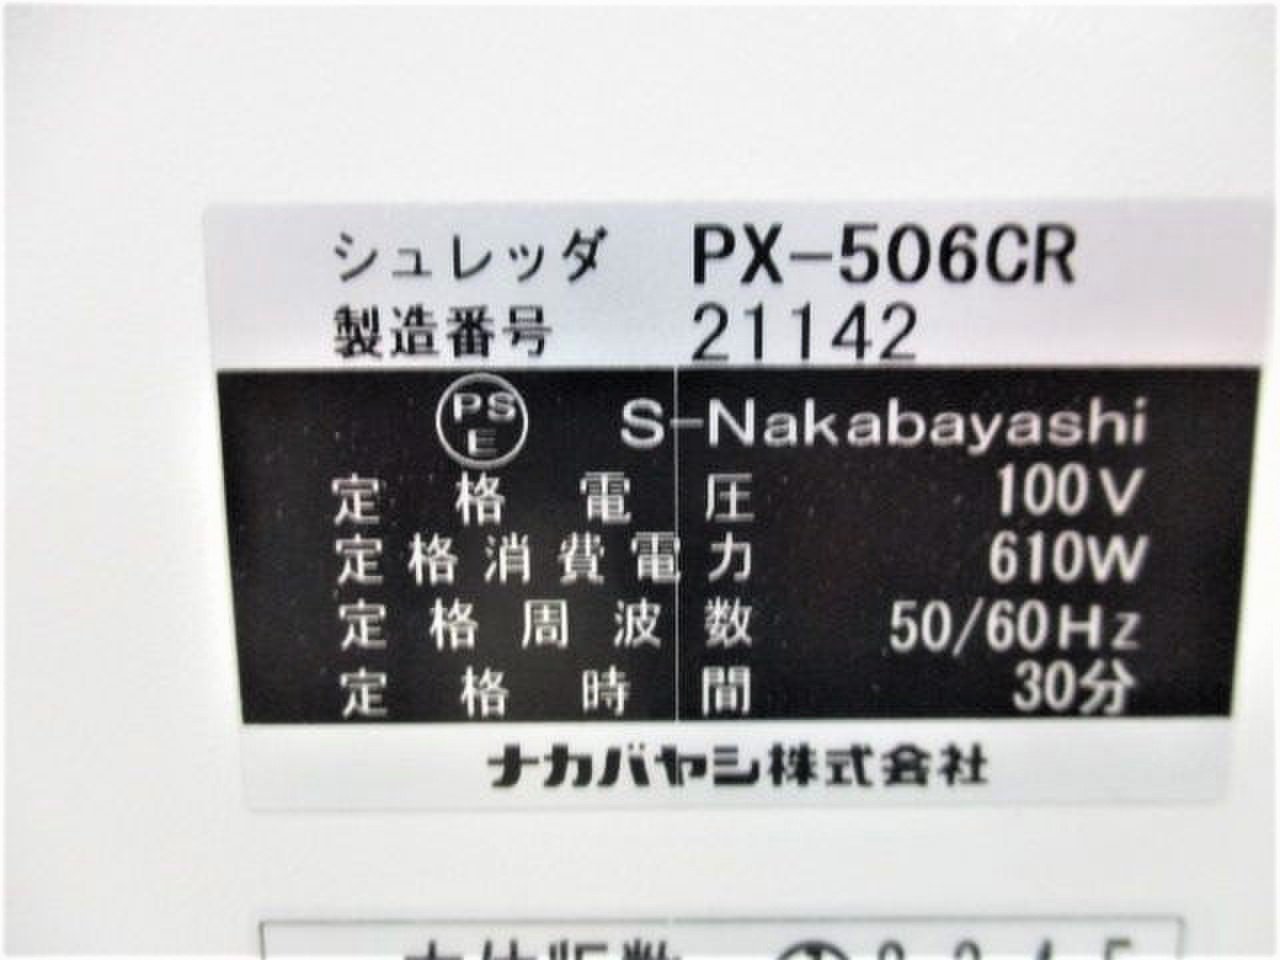 シュレッダ PX-506CR
製造番号 21142
PS
E
S-Nakabayashi
定格電圧 100V
定格消費電力 610W
定格周波数 50/60Hz
定格時間 30分
ナカバヤシ株式会社